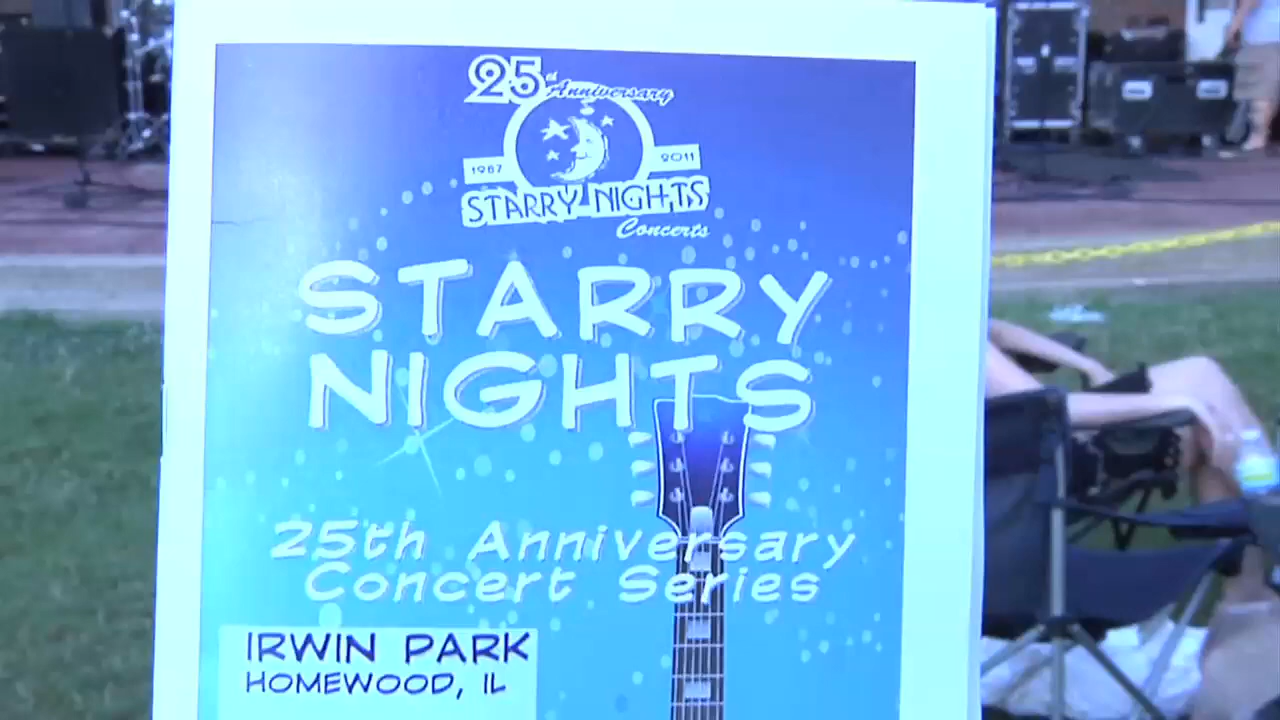 25th Anniversary
1987 2011
STARRY NIGHTS
Concerts
STARRY
NIGHTS
25th Anniversary
Concert Series
IRWIN PARK
HOMEWOOD, IL